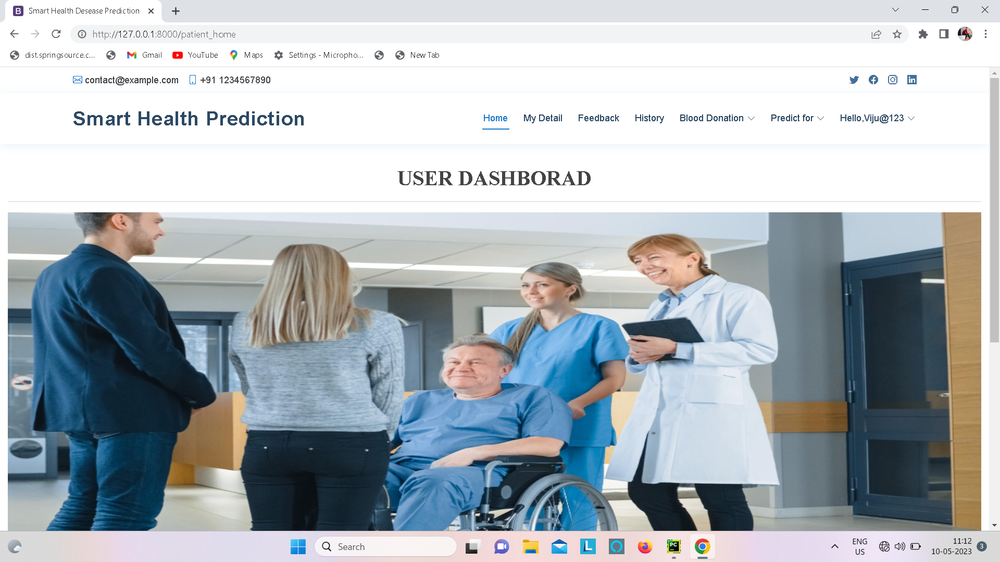 Smart Health Desease Prediction
http://127.0.0.1:8000/patient_home
dist.springsource.c... Gmail YouTube Maps Settings - Micropho... New Tab
contact@example.com +91 1234567890
Smart Health Prediction
Home My Detail Feedback History Blood Donation Predict for Hello,Viju@123
USER DASHBORAD
Search
ENG
US
11:12
10-05-2023
3